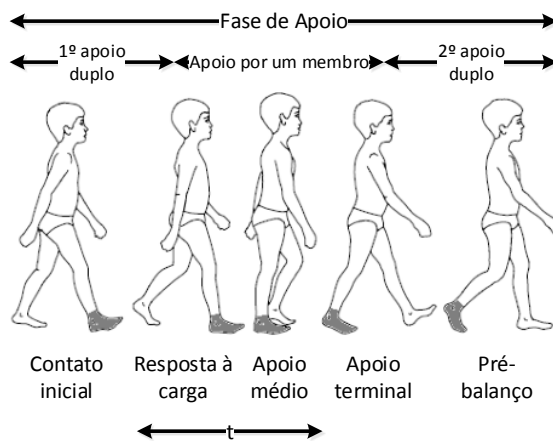 Fase de Apoio
1º apoio
duplo
Apoio por um membro
2º apoio
duplo
Contato
inicial
Resposta à
carga
Apoio
médio
Apoio
terminal
Pré-
balanço
t